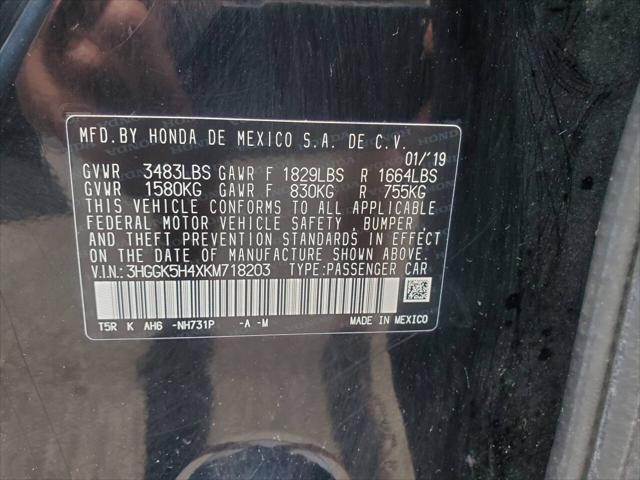 MFD.BY HONDA DE MEXICO S.A. DE C.V.
01/'19
GVWR 3483LBS GAWR F 1829LBS R 1664LBS
GVWR 1580KG GAWR F 830KG R 755KG
THIS VEHICLE CONFORMS TO ALL APPLICABLE
FEDERAL MOTOR VEHICLE SAFETY , BUMPER ,
AND THEFT PREVENTION STANDARDS IN EFFECT
ON THE DATE OF MANUFACTURE SHOWN ABOVE.
V.I.N:3HGGK5H4XKM718203 TYPE:PASSENGER CAR
T5R K AH6 -NH731P -A -M MADE IN MEXICO